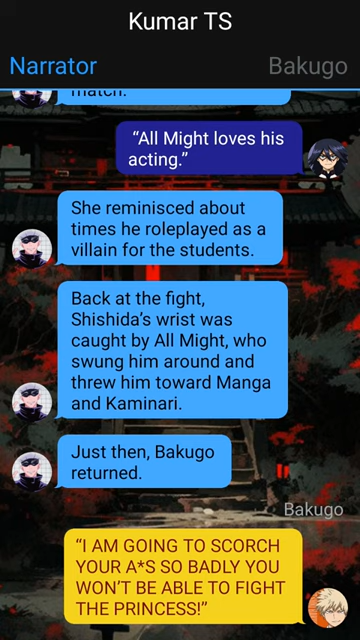 Kumar TS
Narrator
Bakugo
match.
“All Might loves his
acting.”
She reminisced about
times he roleplayed as a
villain for the students.
Back at the fight,
Shishida’s wrist was
caught by All Might, who
swung him around and
threw him toward Manga
and Kaminari.
Just then, Bakugo
returned.
Bakugo
“I AM GOING TO SCORCH
YOUR A*S SO BADLY YOU
WON’T BE ABLE TO FIGHT
THE PRINCESS!”